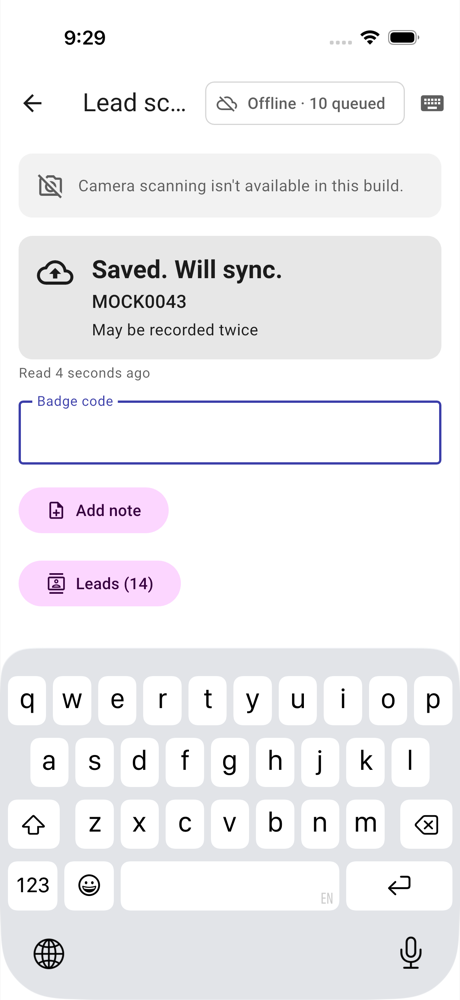 9:29
Lead sc...
Offline · 10 queued
Camera scanning isn't available in this build.
Saved. Will sync.
MOCK0043
May be recorded twice
Read 4 seconds ago
Badge code
Add note
Leads (14)
q w e r t y u i o p
a s d f g h j k l
z x c v b n m
123
EN